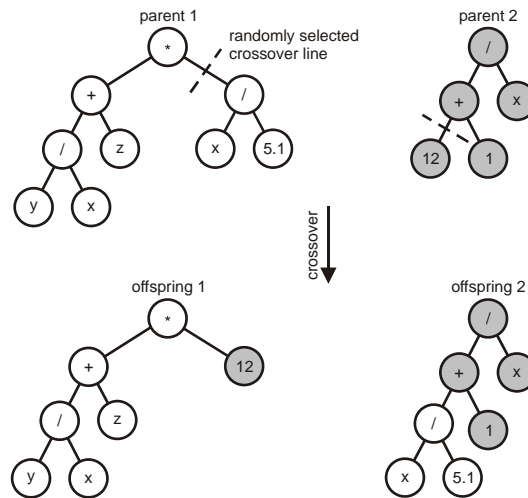 parent 1
parent 2
randomly selected
crossover line
*
/
+
/
+
x
/
z
x
5.1
12
1
y
x
crossover
offspring 1
offspring 2
*
/
+
12
+
x
/
z
/
1
y
x
x
5.1